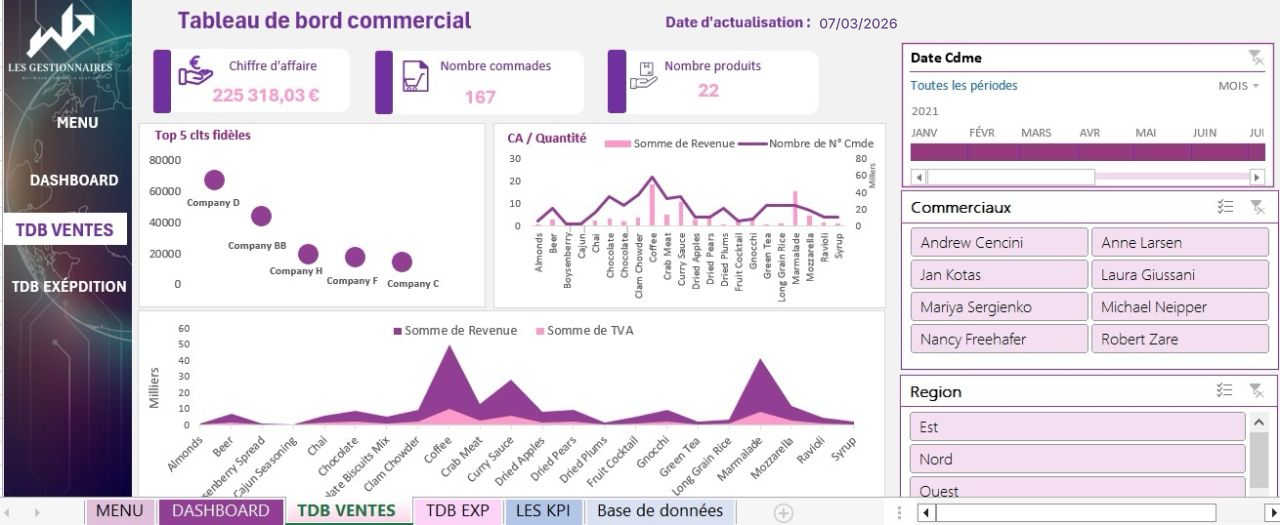 LES GESTIONNAIRES
MENU
DASHBOARD
TDB VENTES
TDB EXÉPDITION
Tableau de bord commercial
Date d'actualisation : 07/03/2026
Chiffre d'affaire
225 318,03 €
Nombre commades
167
Nombre produits
22
Top 5 clts fidèles
80000
60000
40000
20000
0
Company D
Company BB
Company H
Company F
Company C
CA / Quantité
Somme de Revenue
Nombre de N° Cmde
30
20
10
0
80
60
40
20
0
Milliers
Almonds
Beer
Boysenberry…
Cajun…
Chai
Chocolate
Chocolate…
Clam Chowder
Coffee
Crab Meat
Curry Sauce
Dried Apples
Dried Pears
Dried Plums
Fruit Cocktail
Gnocchi
Green Tea
Long Grain Rice
Marmalade
Mozzarella
Ravioli
Syrup
Somme de Revenue
Somme de TVA
Milliers
60
50
40
30
20
10
0
Almonds
Beer
senberry Spread
Cajun Seasoning
Chai
Chocolate
late Biscuits Mix
Clam Chowder
Coffee
Crab Meat
Curry Sauce
Dried Apples
Dried Pears
Dried Plums
Fruit Cocktail
Gnocchi
Green Tea
Long Grain Rice
Marmalade
Mozzarella
Ravioli
Syrup
Date Cdme
Toutes les périodes
MOIS
2021
JANV FÉVR MARS AVR MAI JUIN JUI
Commerciaux
Andrew Cencini
Anne Larsen
Jan Kotas
Laura Giussani
Mariya Sergienko
Michael Neipper
Nancy Freehafer
Robert Zare
Region
Est
Nord
Ouest
MENU
DASHBOARD
TDB VENTES
TDB EXP
LES KPI
Base de données